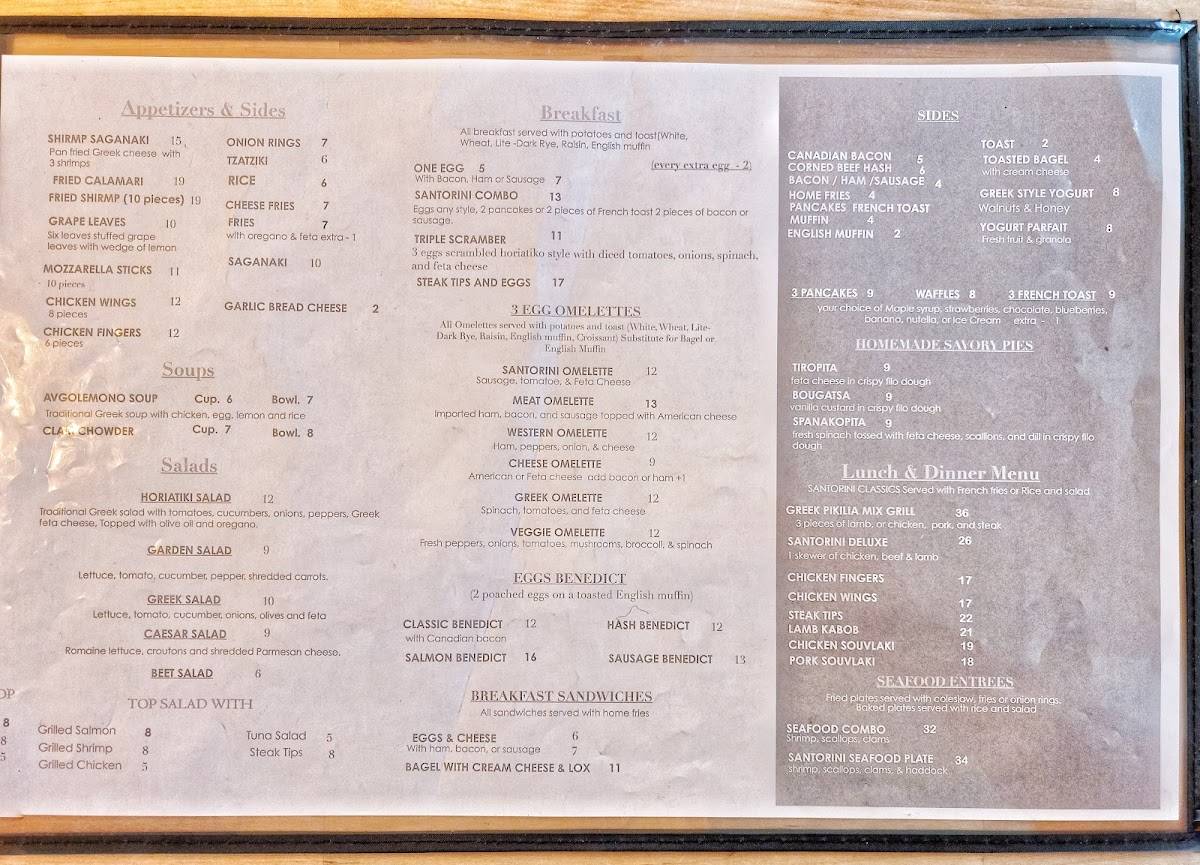 Appetizers & Sides
SHIRMP SAGANAKI 15
Pan fried Greek cheese with
3 shrimps
FRIED CALAMARI 19
FRIED SHIRMP (10 pieces) 19
GRAPE LEAVES 10
Six leaves stuffed grape
leaves with wedge of lemon
MOZZARELLA STICKS 11
10 pieces
CHICKEN WINGS 12
8 pieces
CHICKEN FINGERS 12
6 pieces
ONION RINGS 7
TZATZIKI 6
RICE 6
CHEESE FRIES 7
FRIES 7
with oregano & feta extra - 1
SAGANAKI 10
GARLIC BREAD CHEESE 2
Soups
AVGOLEMONO SOUP Cup. 6 Bowl. 7
Traditional Greek soup with chicken, egg, lemon and rice
CLAM CHOWDER Cup. 7 Bowl. 8
Salads
HORIATIKI SALAD 12
Traditional Greek salad with tomatoes, cucumbers, onions, peppers, Greek
feta cheese, Topped with olive oil and oregano.
GARDEN SALAD 9
Lettuce, tomato, cucumber, pepper, shredded carrots.
GREEK SALAD 10
Lettuce, tomato, cucumber, onions, olives and feta
CAESAR SALAD 9
Romaine lettuce, croutons and shredded Parmesan cheese.
BEET SALAD 6
TOP SALAD WITH
Grilled Salmon 8
Grilled Shrimp 8
Grilled Chicken 5
Tuna Salad 5
Steak Tips 8
OP
8
8
5
Breakfast
All breakfast served with potatoes and toast(White,
Wheat, Lite -Dark Rye, Raisin, English muffin
(every extra egg - 2)
ONE EGG 5
With Bacon, Ham or Sausage 7
SANTORINI COMBO 13
Eggs any style, 2 pancakes or 2 pieces of French toast 2 pieces of bacon or
sausage.
TRIPLE SCRAMBER 11
3 eggs scrambled horiatiko style with diced tomatoes, onions, spinach,
and feta cheese
STEAK TIPS AND EGGS 17
3 EGG OMELETTES
All Omelettes served with potatoes and toast (White, Wheat, Lite-
Dark Rye, Raisin, English muffin, Croissant) Substitute for Bagel or
English Muffin
SANTORINI OMELETTE 12
Sausage, tomato, & Feta Cheese
MEAT OMELETTE 13
Imported ham, bacon, and sausage topped with American cheese
WESTERN OMELETTE 12
Ham, peppers, onion, & cheese
CHEESE OMELETTE 9
American or Feta cheese add bacon or ham +1
GREEK OMELETTE 12
Spinach, tomatoes, and feta cheese
VEGGIE OMELETTE 12
Fresh peppers, onions, tomatoes, mushrooms, broccoli, & spinach
EGGS BENEDICT
(2 poached eggs on a toasted English muffin)
CLASSIC BENEDICT 12
with Canadian bacon
HASH BENEDICT 12
SALMON BENEDICT 16
SAUSAGE BENEDICT 13
BREAKFAST SANDWICHES
All sandwiches served with home fries
EGGS & CHEESE 6
With ham, bacon, or sausage 7
BAGEL WITH CREAM CHEESE & LOX 11
SIDES
CANADIAN BACON 5
CORNED BEEF HASH 6
BACON / HAM /SAUSAGE 4
HOME FRIES 4
PANCAKES FRENCH TOAST
MUFFIN 4
ENGLISH MUFFIN 2
TOAST 2
TOASTED BAGEL 4
with cream cheese
GREEK STYLE YOGURT 8
Walnuts & Honey
YOGURT PARFAIT 8
Fresh fruit & granola
3 PANCAKES 9 WAFFLES 8 3 FRENCH TOAST 9
your choice of Maple syrup, strawberries, chocolate, blueberries,
banana, nutella, or Ice Cream extra - 1
HOMEMADE SAVORY PIES
TIROPITA 9
feta cheese in crispy filo dough
BOUGATSA 9
vanilla custard in crispy filo dough
SPANAKOPITA 9
fresh spinach tossed with feta cheese, scallions, and dill in crispy filo
dough
Lunch & Dinner Menu
SANTORINI CLASSICS Served with French fries or Rice and salad
GREEK PIKILIA MIX GRILL 36
3 pieces of lamb, or chicken, pork, and steak
SANTORINI DELUXE 26
1 skewer of chicken, beef & lamb
CHICKEN FINGERS 17
CHICKEN WINGS 17
STEAK TIPS 22
LAMB KABOB 21
CHICKEN SOUVLAKI 19
PORK SOUVLAKI 18
SEAFOOD ENTREES
Fried plates served with coleslaw, fries or onion rings.
Baked plates served with rice and salad
SEAFOOD COMBO 32
Shrimp, scallops, clams
SANTORINI SEAFOOD PLATE 34
shrimp, scallops, clams, & haddock